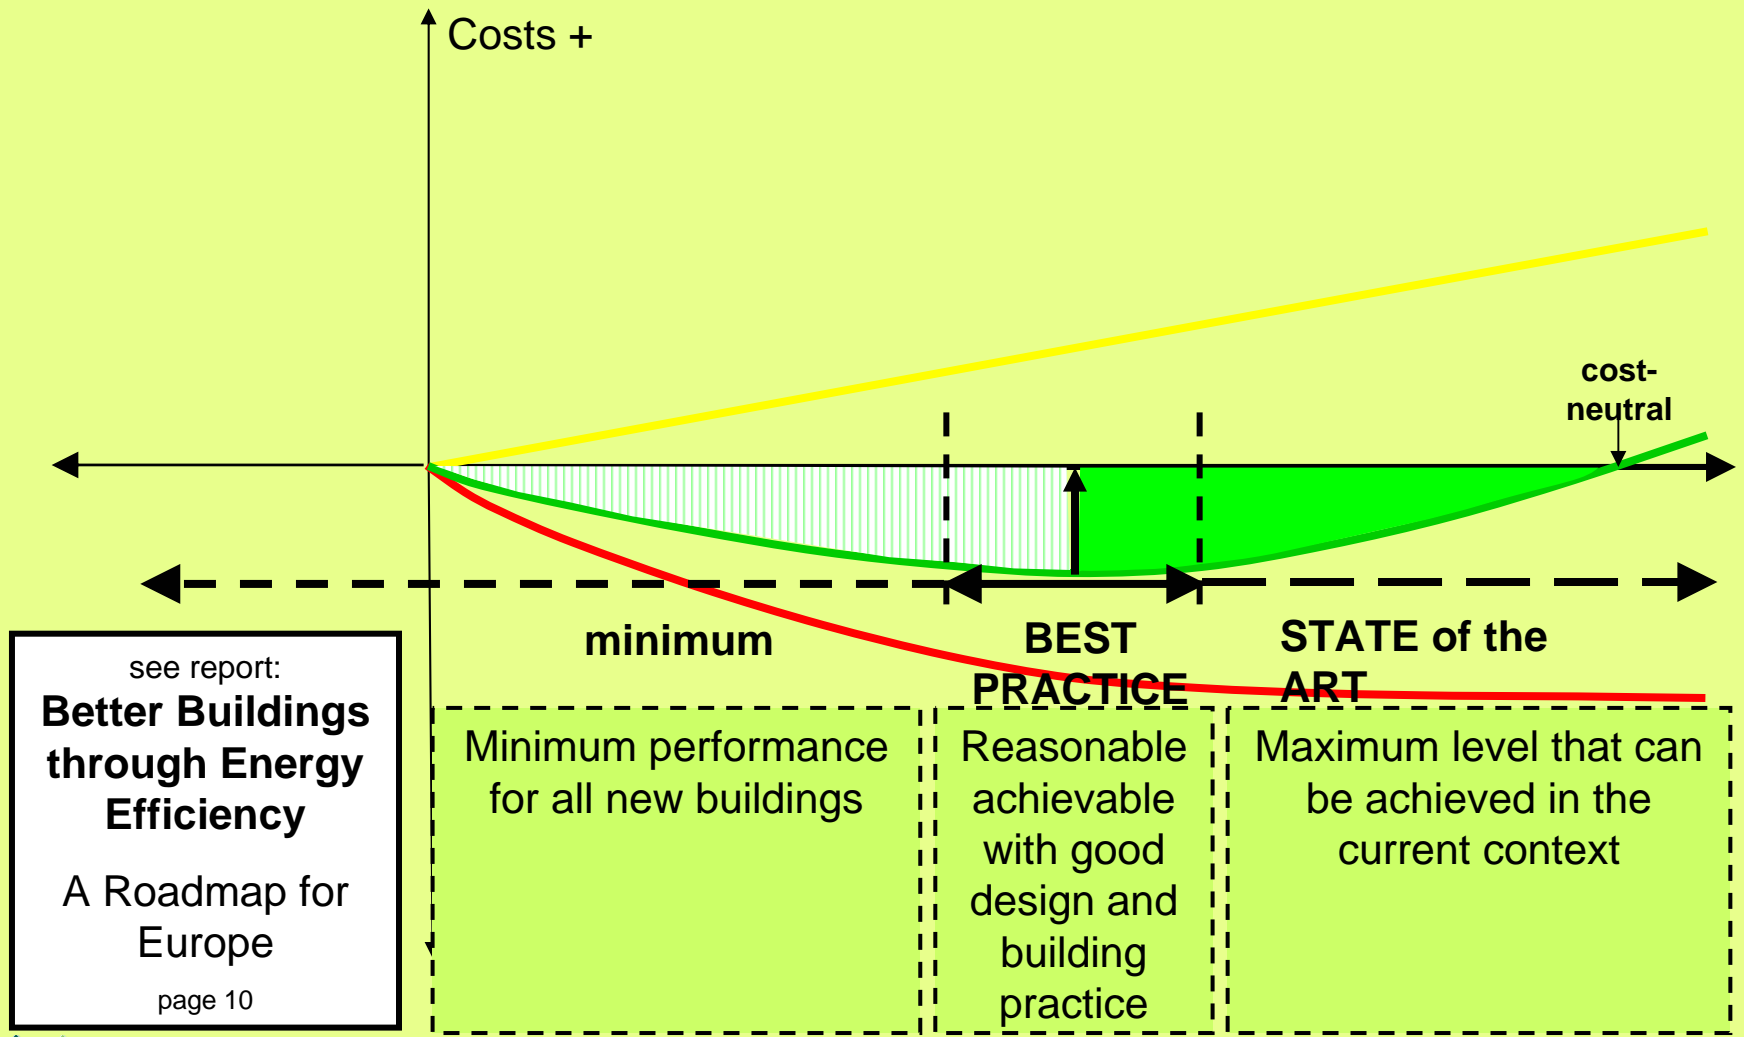 Costs +
cost-
neutral
minimum
BEST
PRACTICE
STATE of the
ART
see report:
Better Buildings
through Energy
Efficiency
A Roadmap for
Europe
page 10
Minimum performance
for all new buildings
Reasonable
achievable
with good
design and
building
practice
Maximum level that can
be achieved in the
current context